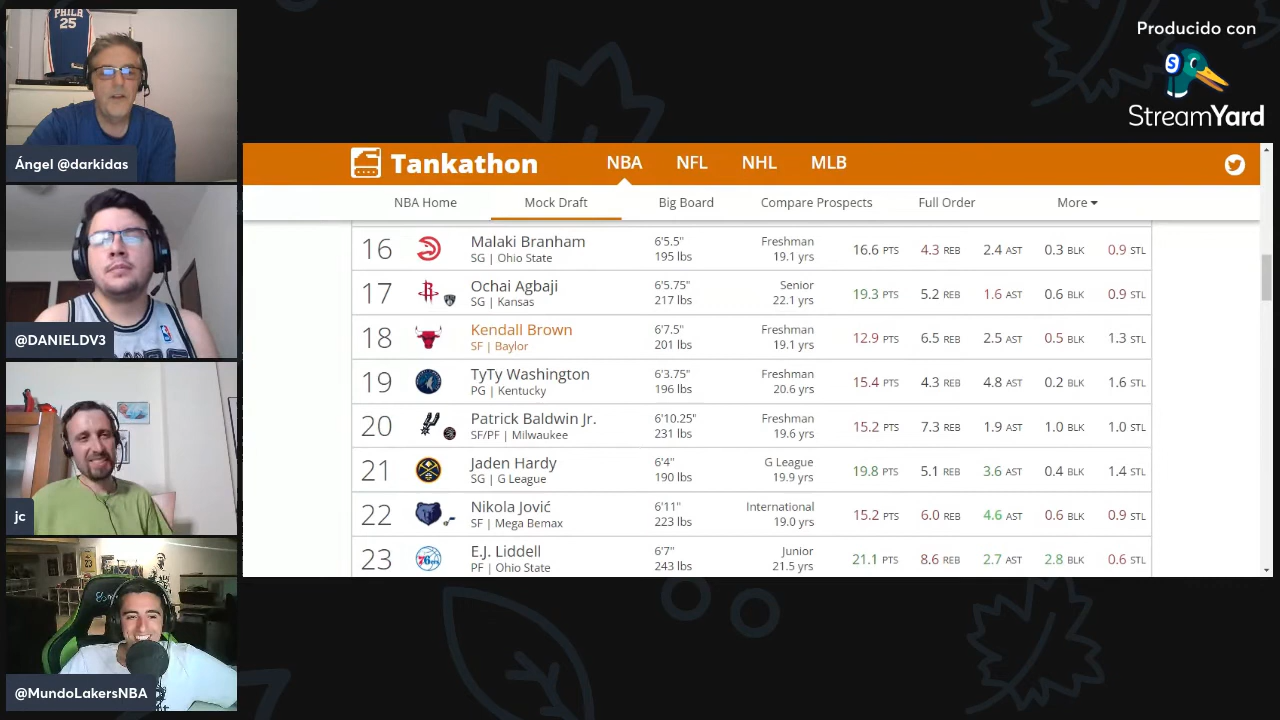 PHILA
25
Ángel @darkidas
@DANIELDV3
jc
23
@MundoLakersNBA
Producido con
S
StreamYard
Tankathon
NBA NFL NHL MLB
NBA Home Mock Draft Big Board Compare Prospects Full Order More
16 Malaki Branham 6'5.5" Freshman 16.6 PTS 4.3 REB 2.4 AST 0.3 BLK 0.9 STL
SG | Ohio State 195 lbs 19.1 yrs
17 Ochai Agbaji 6'5.75" Senior 19.3 PTS 5.2 REB 1.6 AST 0.6 BLK 0.9 STL
SG | Kansas 217 lbs 22.1 yrs
18 Kendall Brown 6'7.5" Freshman 12.9 PTS 6.5 REB 2.5 AST 0.5 BLK 1.3 STL
SF | Baylor 201 lbs 19.1 yrs
19 TyTy Washington 6'3.75" Freshman 15.4 PTS 4.3 REB 4.8 AST 0.2 BLK 1.6 STL
PG | Kentucky 196 lbs 20.6 yrs
20 Patrick Baldwin Jr. 6'10.25" Freshman 15.2 PTS 7.3 REB 1.9 AST 1.0 BLK 1.0 STL
SF/PF | Milwaukee 231 lbs 19.6 yrs
21 Jaden Hardy 6'4" G League 19.8 PTS 5.1 REB 3.6 AST 0.4 BLK 1.4 STL
SG | G League 190 lbs 19.9 yrs
22 Nikola Jović 6'11" International 15.2 PTS 6.0 REB 4.6 AST 0.6 BLK 0.9 STL
SF | Mega Bemax 223 lbs 19.0 yrs
23 76ers E.J. Liddell 6'7" Junior 21.1 PTS 8.6 REB 2.7 AST 2.8 BLK 0.6 STL
PF | Ohio State 243 lbs 21.5 yrs